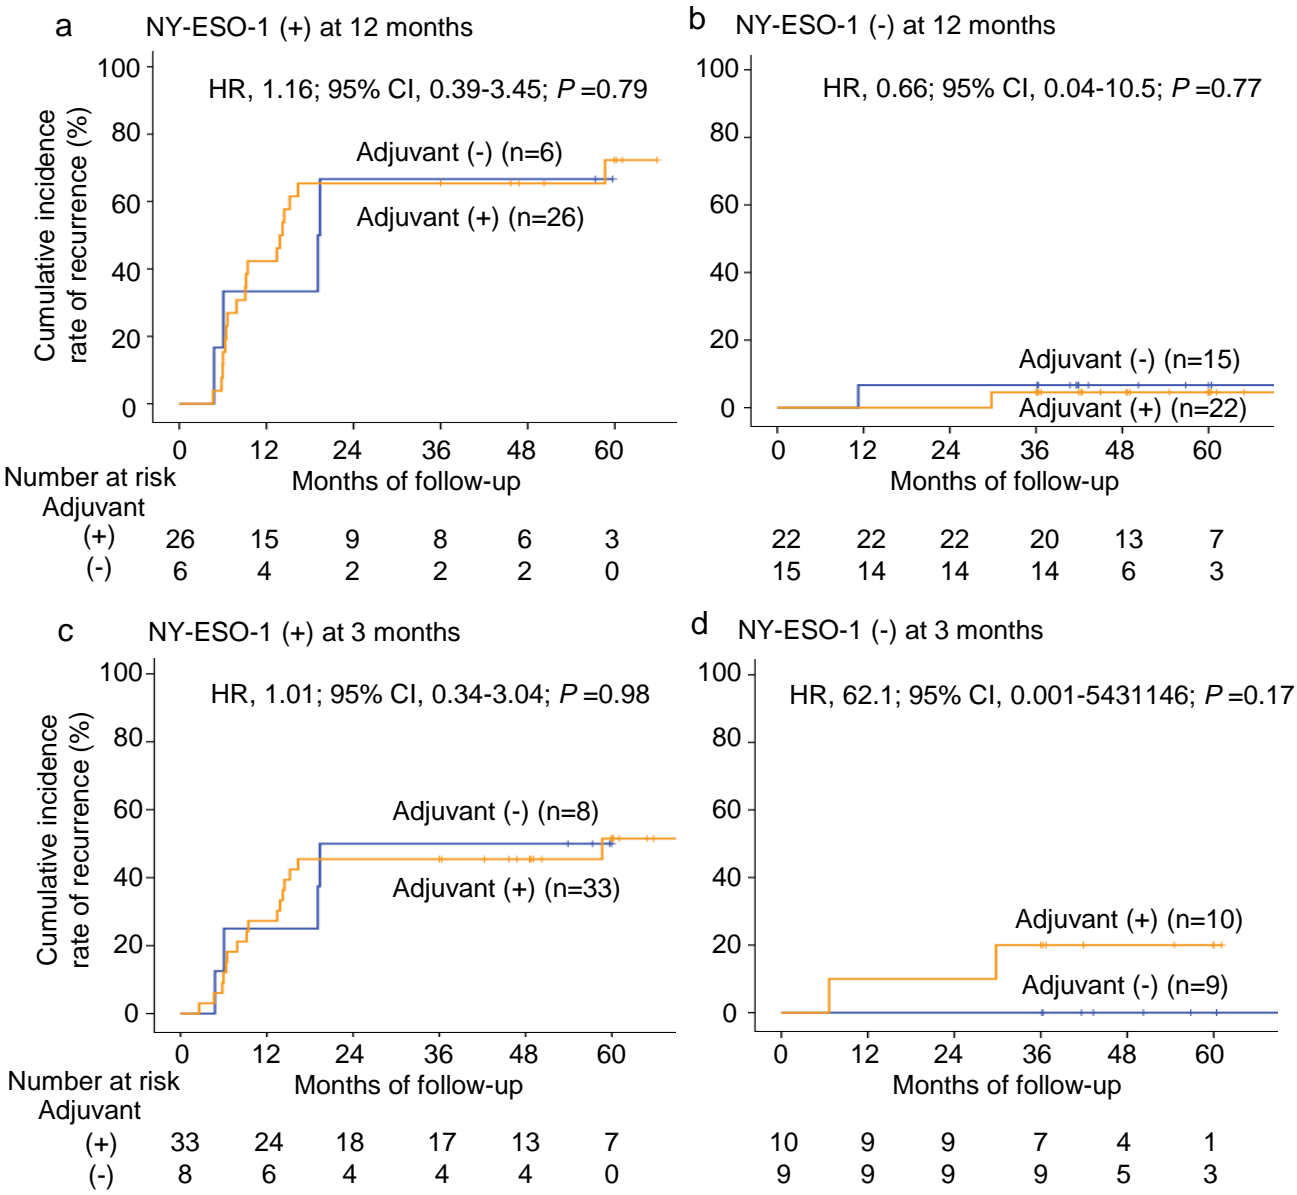 a
NY-ESO-1 (+) at 12 months
HR, 1.16; 95% CI, 0.39-3.45; P =0.79
Cumulative incidence
rate of recurrence (%)
100
80
60
40
20
0
Adjuvant (-) (n=6)
Adjuvant (+) (n=26)
0 12 24 36 48 60
Months of follow-up
Number at risk
Adjuvant
(+) 26 15 9 8 6 3
(-) 6 4 2 2 2 0
b
NY-ESO-1 (-) at 12 months
HR, 0.66; 95% CI, 0.04-10.5; P =0.77
100
80
60
40
20
0
Adjuvant (-) (n=15)
Adjuvant (+) (n=22)
0 12 24 36 48 60
Months of follow-up
22 22 22 20 13 7
15 14 14 14 6 3
c
NY-ESO-1 (+) at 3 months
HR, 1.01; 95% CI, 0.34-3.04; P =0.98
Cumulative incidence
rate of recurrence (%)
100
80
60
40
20
0
Adjuvant (-) (n=8)
Adjuvant (+) (n=33)
0 12 24 36 48 60
Months of follow-up
Number at risk
Adjuvant
(+) 33 24 18 17 13 7
(-) 8 6 4 4 4 0
d
NY-ESO-1 (-) at 3 months
HR, 62.1; 95% CI, 0.001-5431146; P =0.17
100
80
60
40
20
0
Adjuvant (+) (n=10)
Adjuvant (-) (n=9)
0 12 24 36 48 60
Months of follow-up
10 9 9 7 4 1
9 9 9 9 5 3